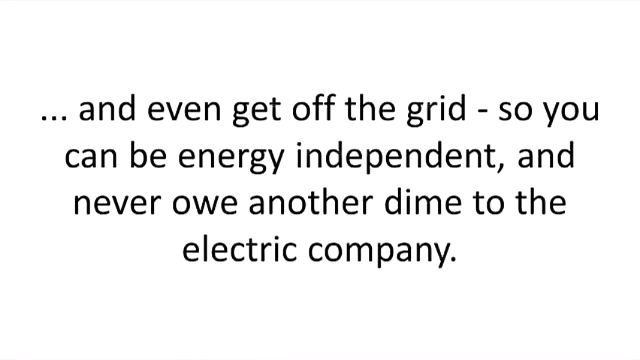 ... and even get off the grid - so you
can be energy independent, and
never owe another dime to the
electric company.